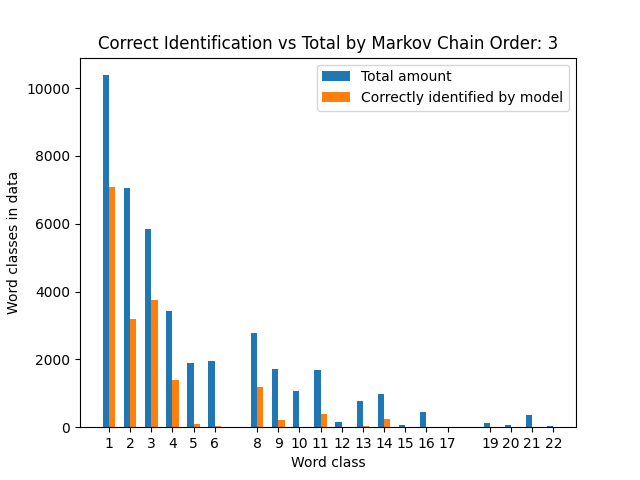 Correct Identification vs Total by Markov Chain Order: 3
Total amount
Correctly identified by model
10000
8000
6000
4000
2000
0
Word classes in data
1 2 3 4 5 6 8 9 10 11 12 13 14 15 16 17 19 20 21 22
Word class